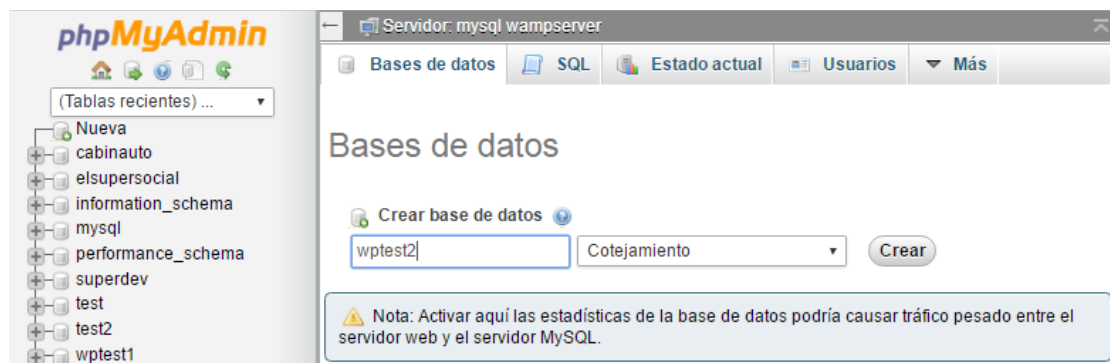 phpMyAdmin
(Tablas recientes) ...
Nueva
cabinauto
elsupersocial
information_schema
mysql
performance_schema
superdev
test
test2
wptest1
Servidor: mysql wampserver
Bases de datos SQL Estado actual Usuarios Más
Bases de datos
Crear base de datos
wptest2 Cotejamiento Crear
Nota: Activar aquí las estadísticas de la base de datos podría causar tráfico pesado entre el
servidor web y el servidor MySQL.